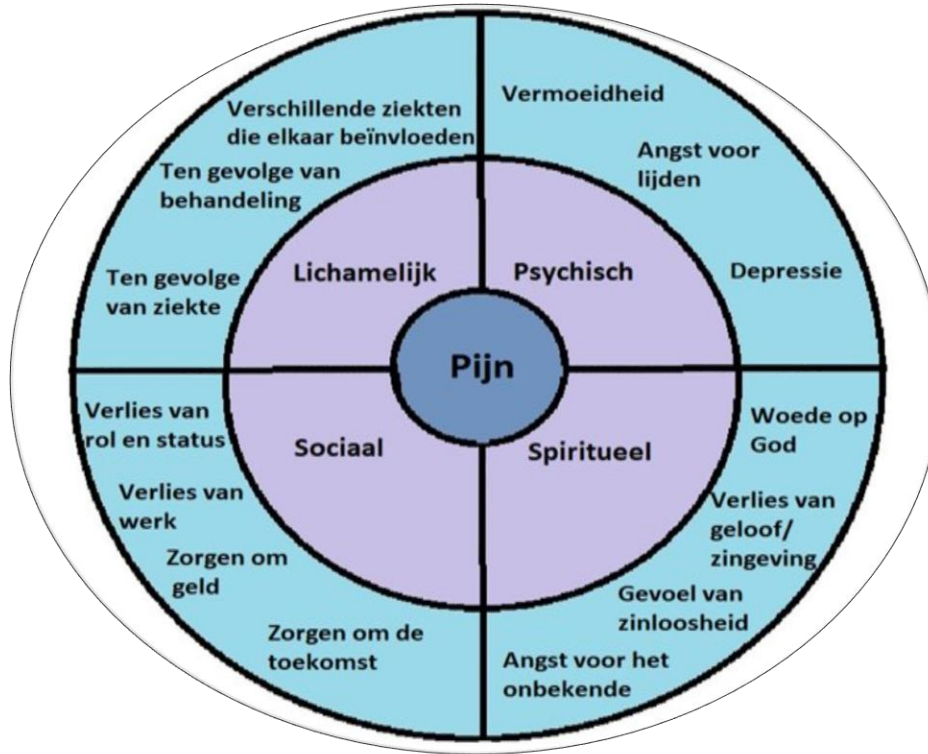 Verschillende ziekten
die elkaar beïnvloeden
Ten gevolge van
behandeling
Ten gevolge
van ziekte
Lichamelijk
Vermoeidheid
Angst voor
lijden
Depressie
Psychisch
Pijn
Verlies van
rol en status
Verlies van
werk
Zorgen om
geld
Zorgen om de
toekomst
Sociaal
Spiritueel
Woede op
God
Verlies van
geloof/
zingeving
Gevoel van
zinloosheid
Angst voor het
onbekende